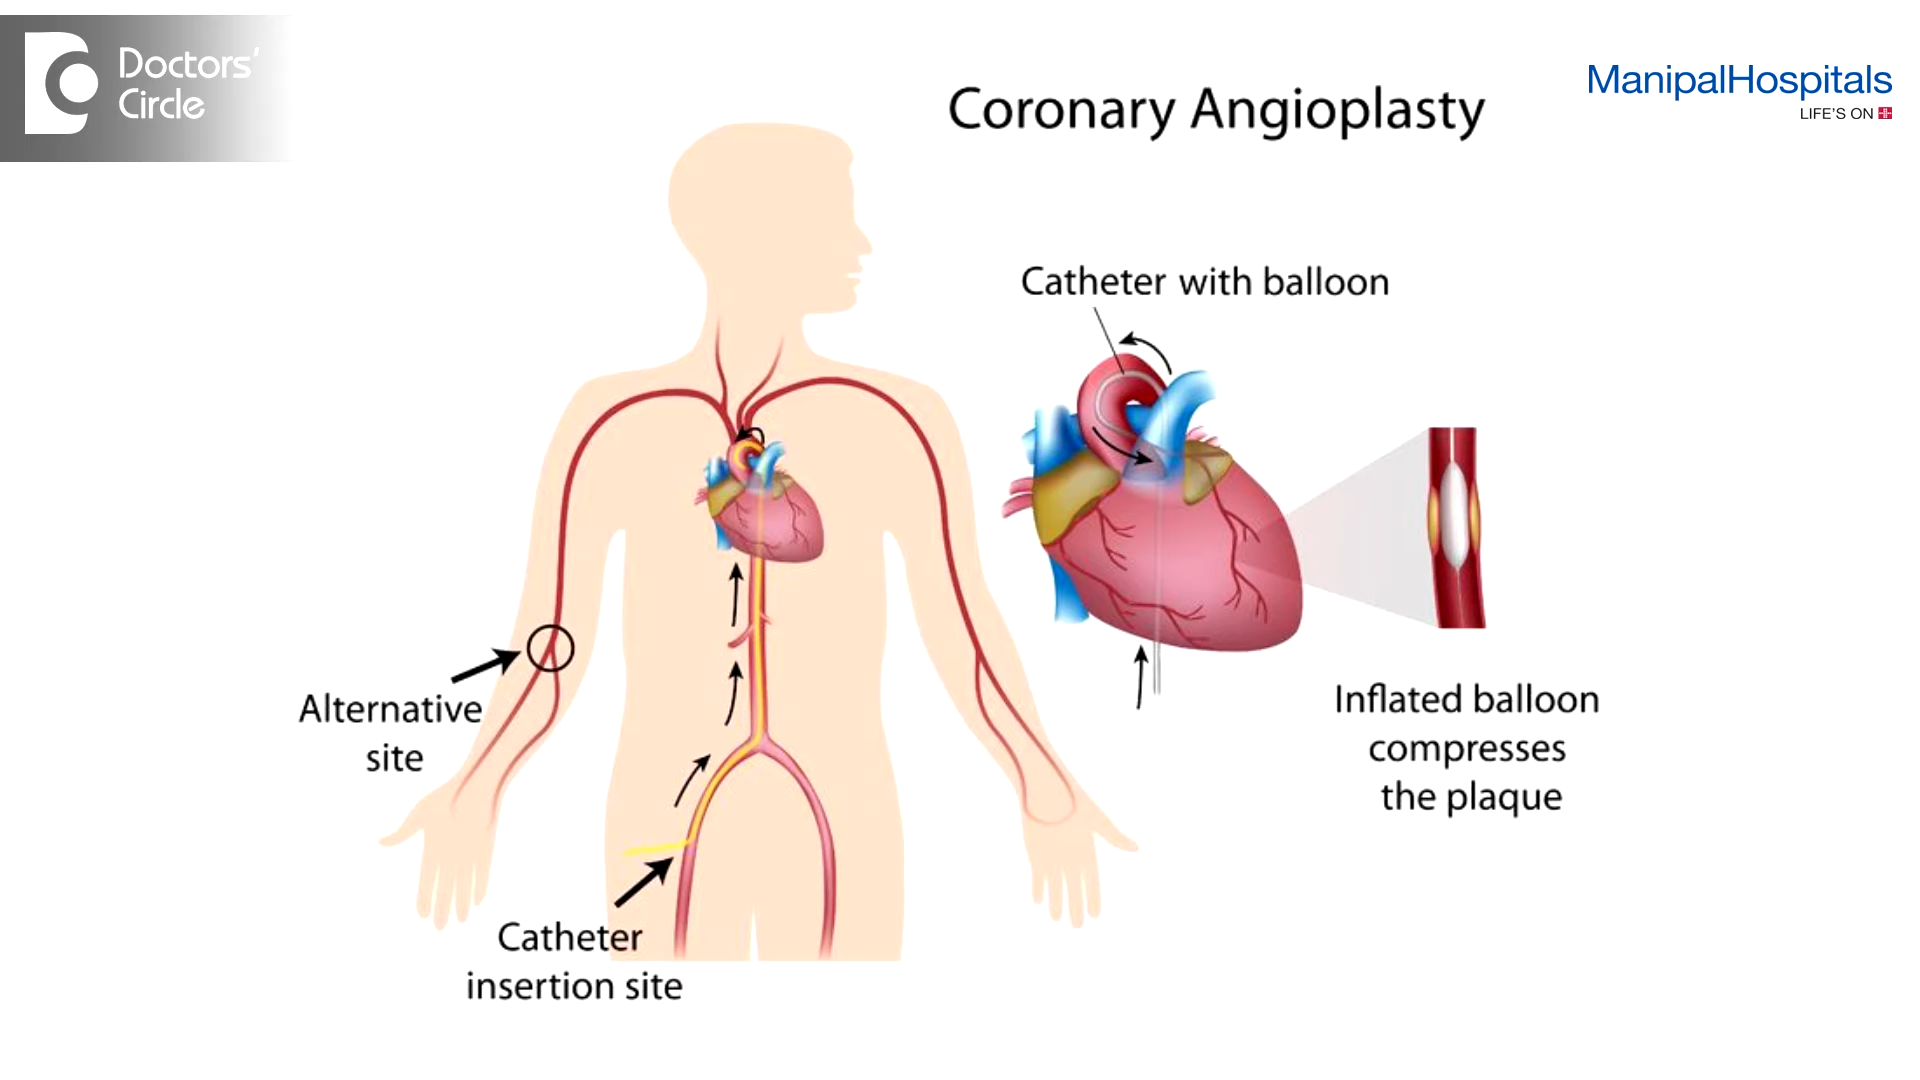 Doctors'
Circle
Coronary Angioplasty
ManipalHospitals
LIFE'S ON
Catheter with balloon
Alternative
site
Inflated balloon
compresses
the plaque
Catheter
insertion site